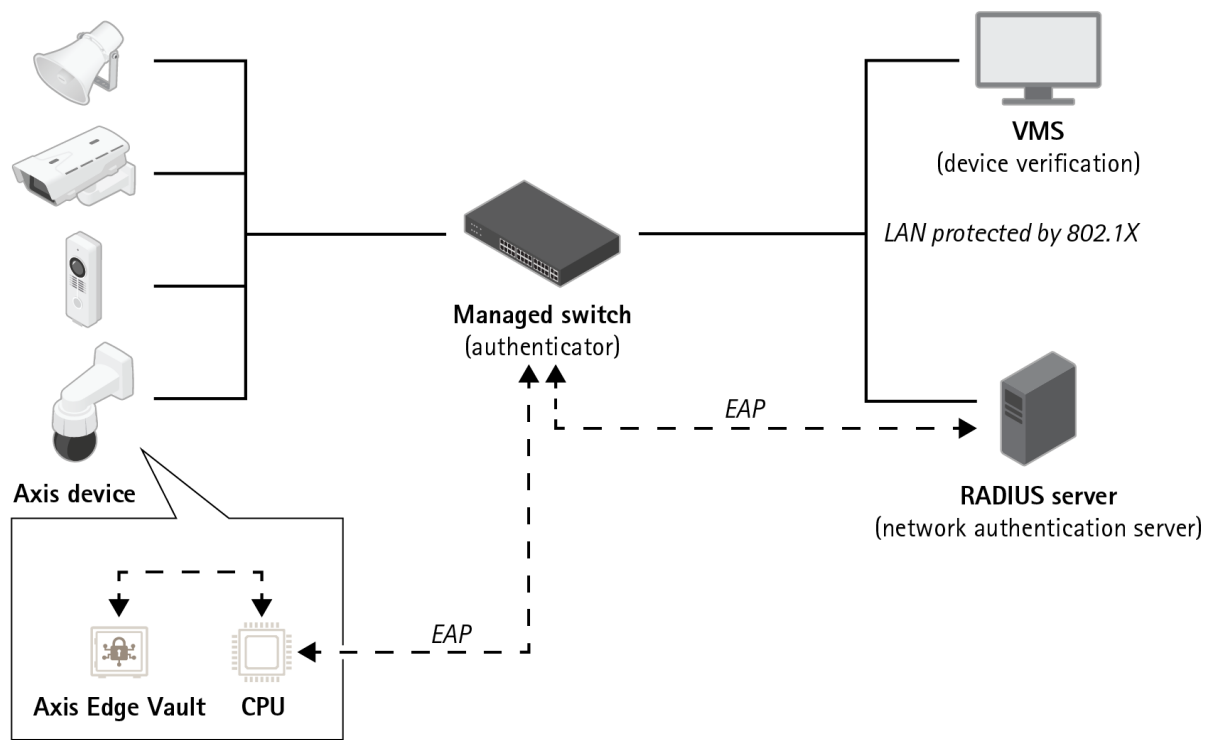 VMS
(device verification)
LAN protected by 802.1X
Managed switch
(authenticator)
EAP
RADIUS server
(network authentication server)
Axis device
EAP
Axis Edge Vault
CPU